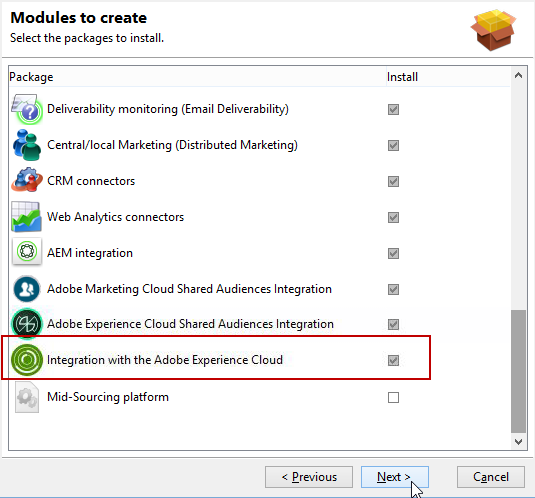 Modules to create
Select the packages to install.
Package Install
Deliverability monitoring (Email Deliverability)
Central/local Marketing (Distributed Marketing)
CRM connectors
Web Analytics connectors
AEM integration
Adobe Marketing Cloud Shared Audiences Integration
Adobe Experience Cloud Shared Audiences Integration
Integration with the Adobe Experience Cloud
Mid-Sourcing platform
< Previous Next > Cancel